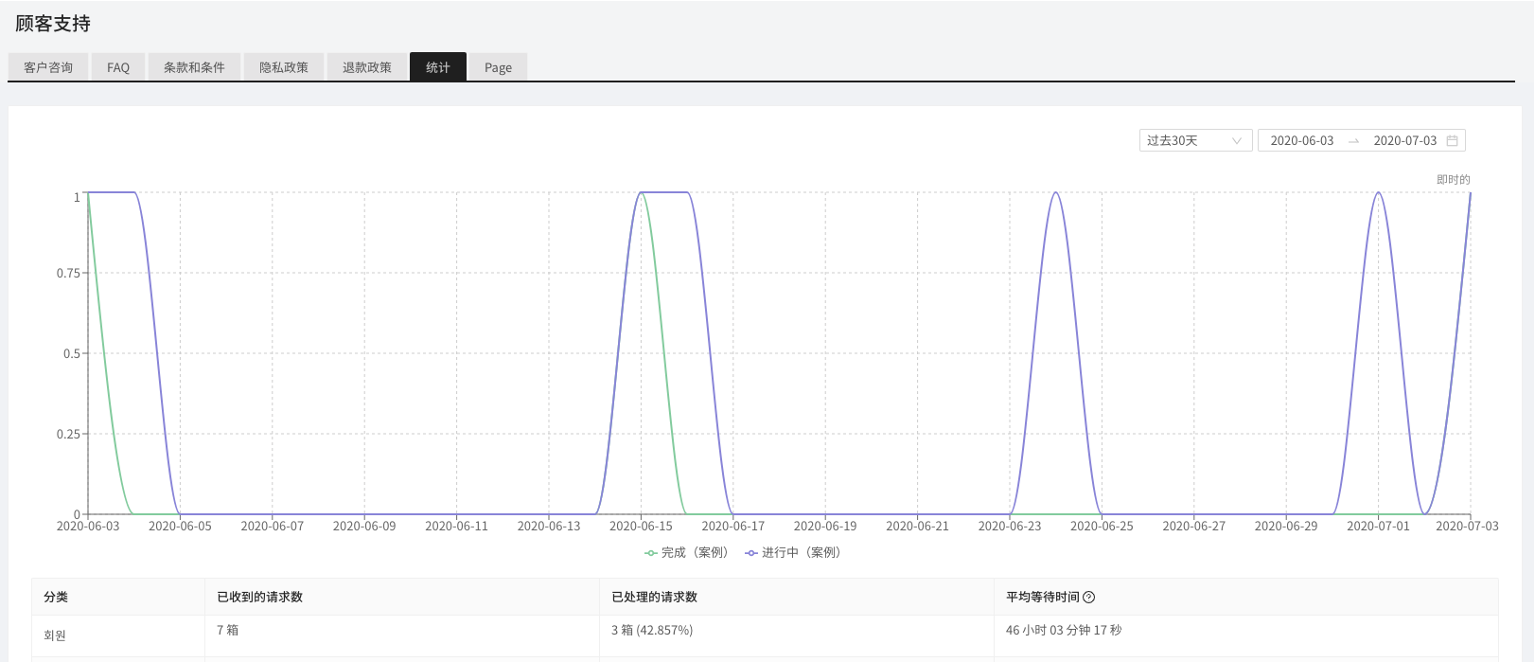 顾客支持
客户咨询 FAQ 条款和条件 隐私政策 退款政策 统计 Page
过去30天 2020-06-03 2020-07-03
即时的
1
0.75
0.5
0.25
0
2020-06-03 2020-06-05 2020-06-07 2020-06-09 2020-06-11 2020-06-13 2020-06-15 2020-06-17 2020-06-19 2020-06-21 2020-06-23 2020-06-25 2020-06-27 2020-06-29 2020-07-01 2020-07-03
完成（案例） 进行中（案例）
分类 已收到的请求数 已处理的请求数 平均等待时间
회원 7 箱 3 箱 (42.857%) 46 小时 03 分钟 17 秒